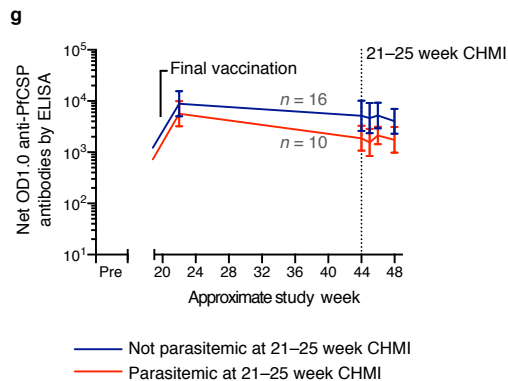 g
21–25 week CHMI
Final vaccination
Net OD1.0 anti-PfCSP
antibodies by ELISA
10⁵
10⁴
10³
10²
10¹
n = 16
n = 10
Pre
20 24 28 32 36 40 44 48
Approximate study week
Not parasitemic at 21–25 week CHMI
Parasitemic at 21–25 week CHMI